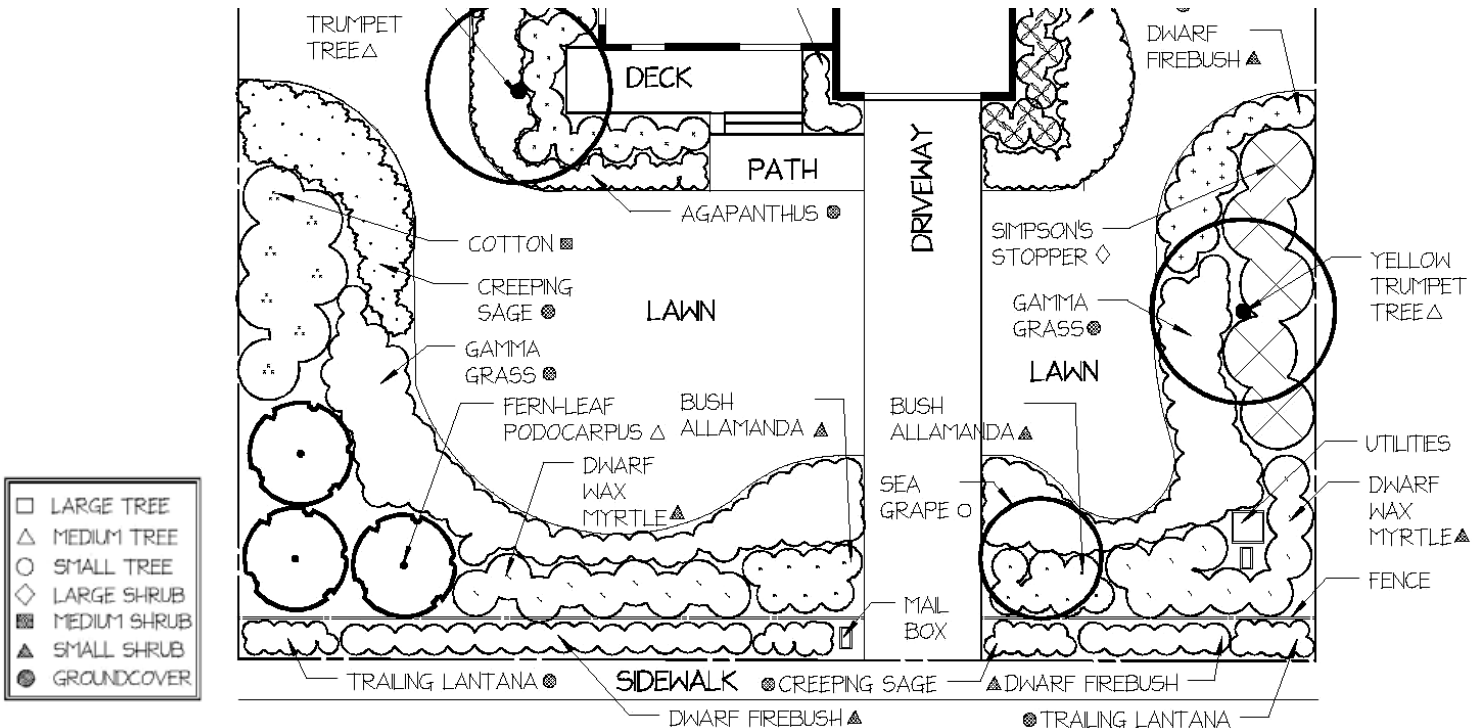 TRUMPET
TREE
DECK
DWARF
FIREBUSH
PATH
DRIVEWAY
AGAPANTHUS
COTTON
SIMPSON'S
STOPPER
CREEPING
SAGE
LAWN
GAMMA
GRASS
YELLOW
TRUMPET
TREE
GAMMA
GRASS
LAWN
FERN-LEAF
PODOCARPUS
BUSH
ALLAMANDA
BUSH
ALLAMANDA
UTILITIES
DWARF
WAX
MYRTLE
SEA
GRAPE
DWARF
WAX
MYRTLE
LARGE TREE
MEDIUM TREE
SMALL TREE
LARGE SHRUB
MEDIUM SHRUB
SMALL SHRUB
GROUNDCOVER
FENCE
MAIL
BOX
TRAILING LANTANA
SIDEWALK
CREEPING SAGE
DWARF FIREBUSH
DWARF FIREBUSH
TRAILING LANTANA